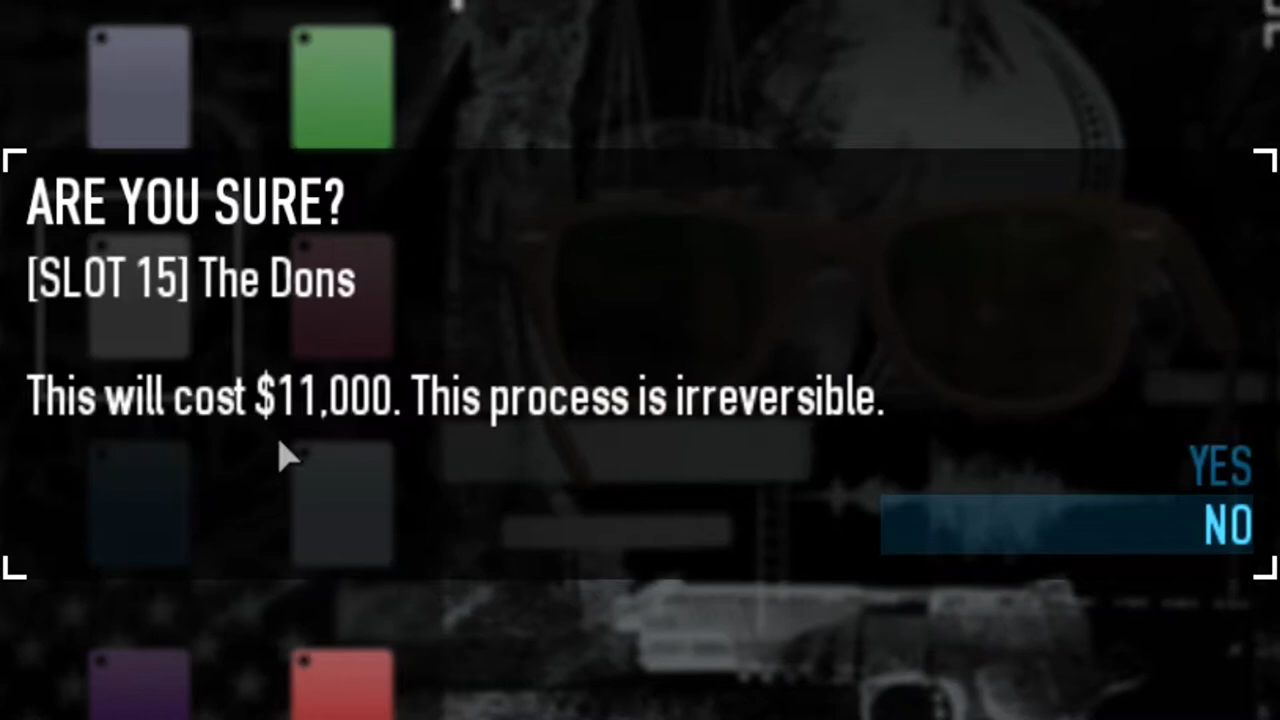 ARE YOU SURE?
[SLOT 15] The Dons
This will cost $11,000. This process is irreversible.
YES
NO